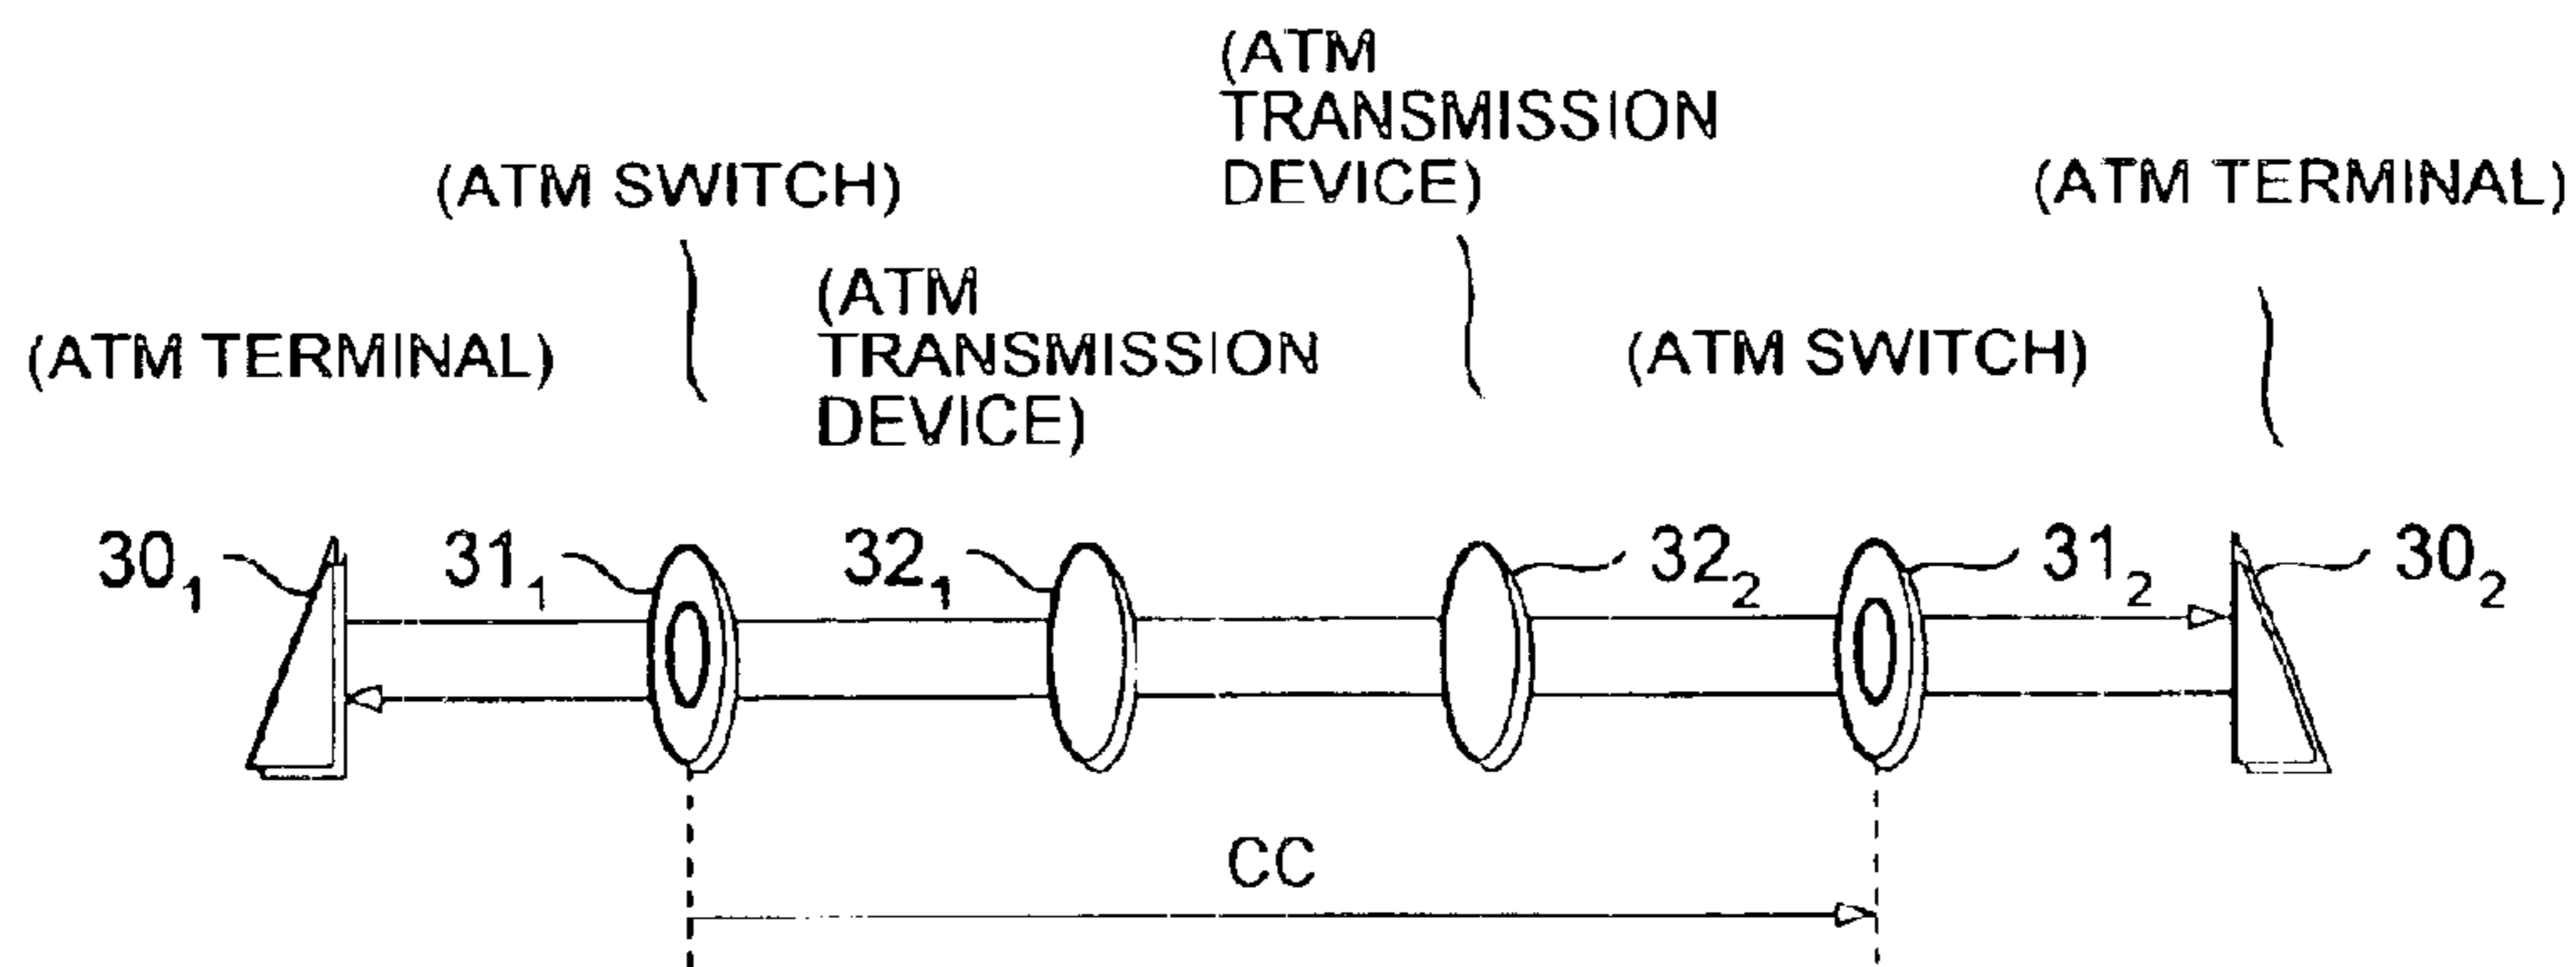 (ATM
TRANSMISSION
DEVICE)
(ATM SWITCH)
(ATM TERMINAL)
(ATM
TRANSMISSION
DEVICE)
(ATM TERMINAL)
(ATM SWITCH)
30₁
31₁
32₁
32₂
31₂
30₂
CC